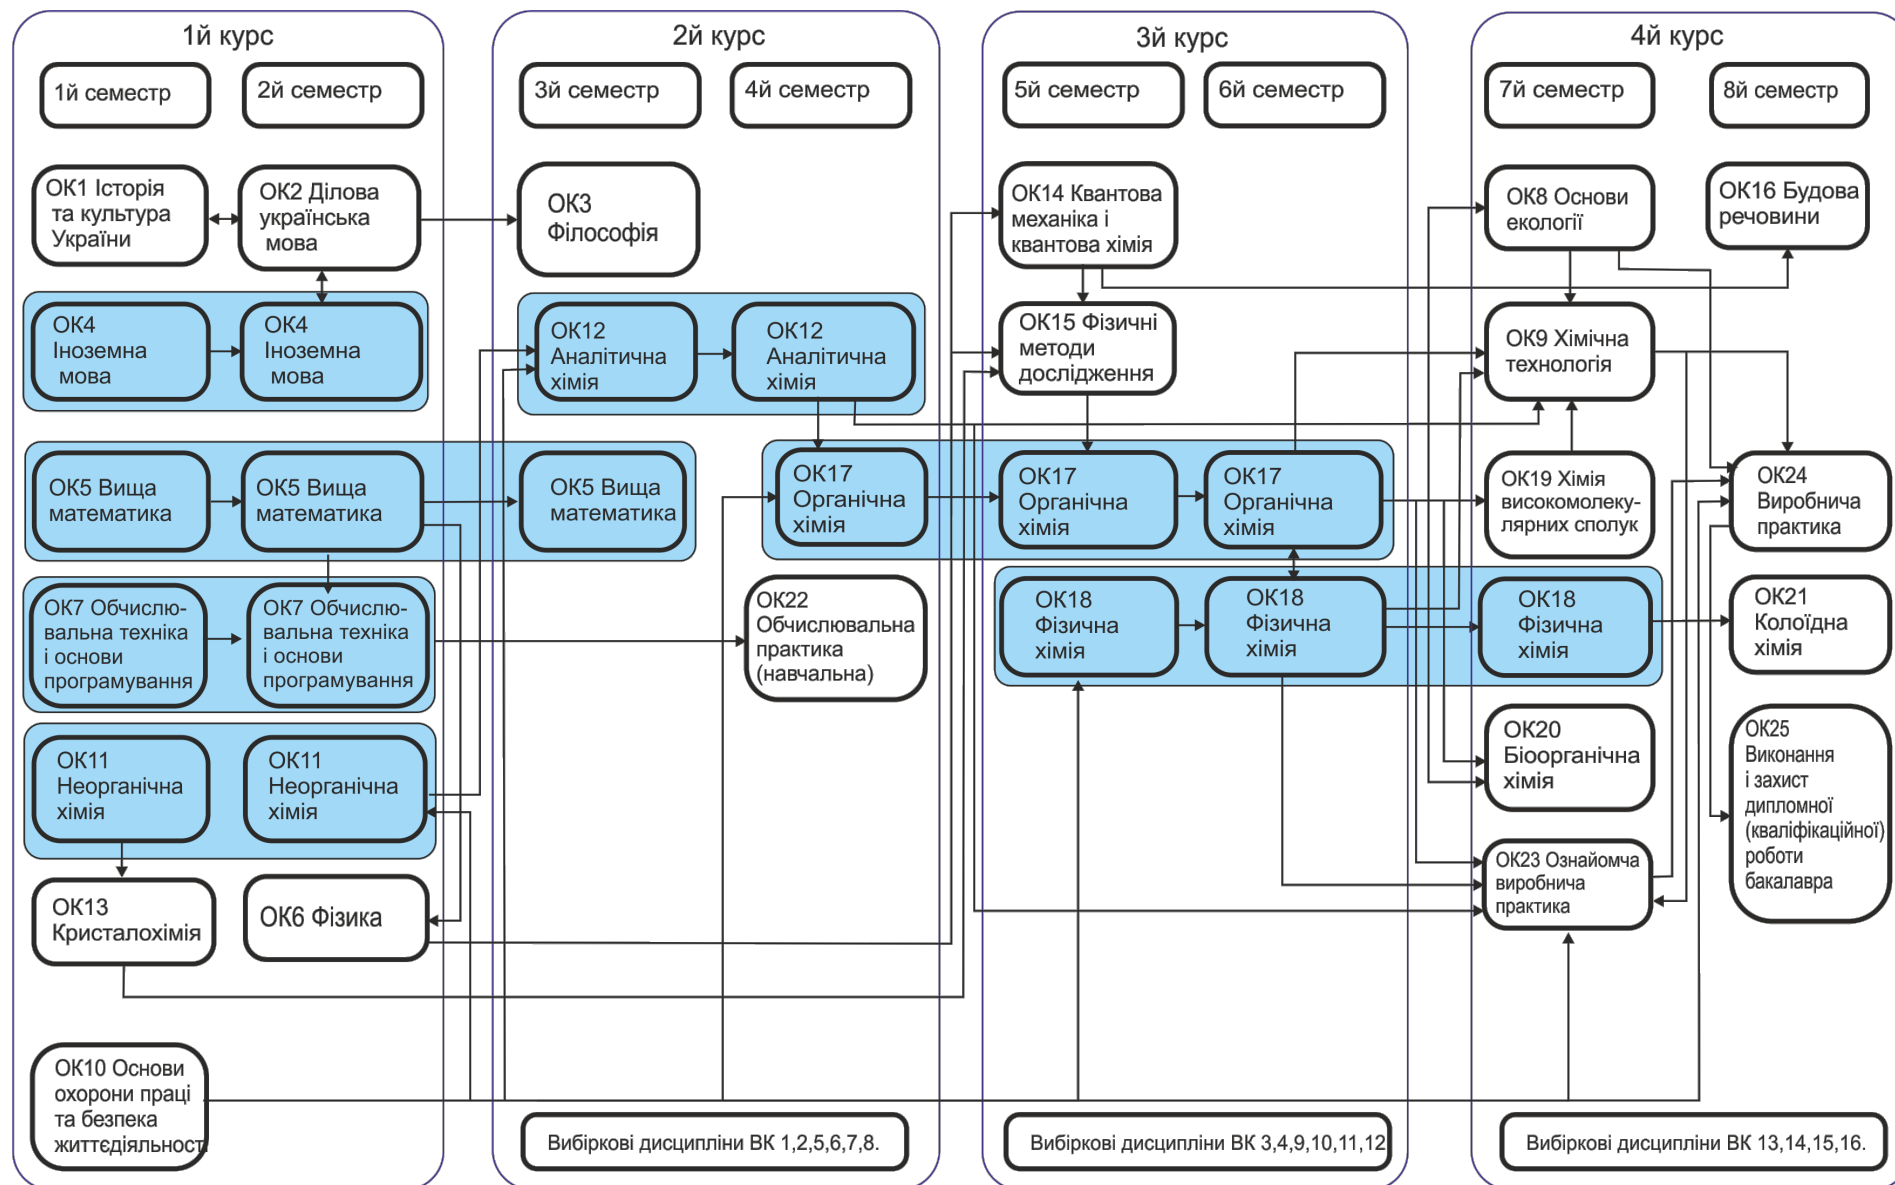 1й курс
1й семестр
2й семестр
ОК1 Історія
та культура
України
ОК2 Ділова
українська
мова
ОК4
Іноземна
мова
ОК4
Іноземна
мова
ОК5 Вища
математика
ОК5 Вища
математика
ОК7 Обчислю-
вальна техніка
і основи
програмування
ОК7 Обчислю-
вальна техніка
і основи
програмування
ОК11
Неорганічна
хімія
ОК11
Неорганічна
хімія
ОК13
Кристалохімія
ОК6 Фізика
ОК10 Основи
охорони праці
та безпека
життєдіяльност
2й курс
3й семестр
4й семестр
ОК3
Філософія
ОК12
Аналітична
хімія
ОК12
Аналітична
хімія
ОК5 Вища
математика
ОК17
Органічна
хімія
ОК22
Обчислювальна
практика
(навчальна)
Вибіркові дисципліни ВК 1,2,5,6,7,8.
3й курс
5й семестр
6й семестр
ОК14 Квантова
механіка і
квантова хімія
ОК15 Фізичні
методи
дослідження
ОК17
Органічна
хімія
ОК17
Органічна
хімія
ОК18
Фізична
хімія
ОК18
Фізична
хімія
Вибіркові дисципліни ВК 3,4,9,10,11,12
4й курс
7й семестр
8й семестр
ОК8 Основи
екології
ОК16 Будова
речовини
ОК9 Хімічна
технологія
ОК19 Хімія
високомолеку-
лярних сполук
ОК24
Виробнича
практика
ОК18
Фізична
хімія
ОК21
Колоїдна
хімія
ОК20
Біоорганічна
хімія
ОК25
Виконання
і захист
дипломної
(кваліфікаційної)
роботи
бакалавра
ОК23 Ознайомча
виробнича
практика
Вибіркові дисципліни ВК 13,14,15,16.